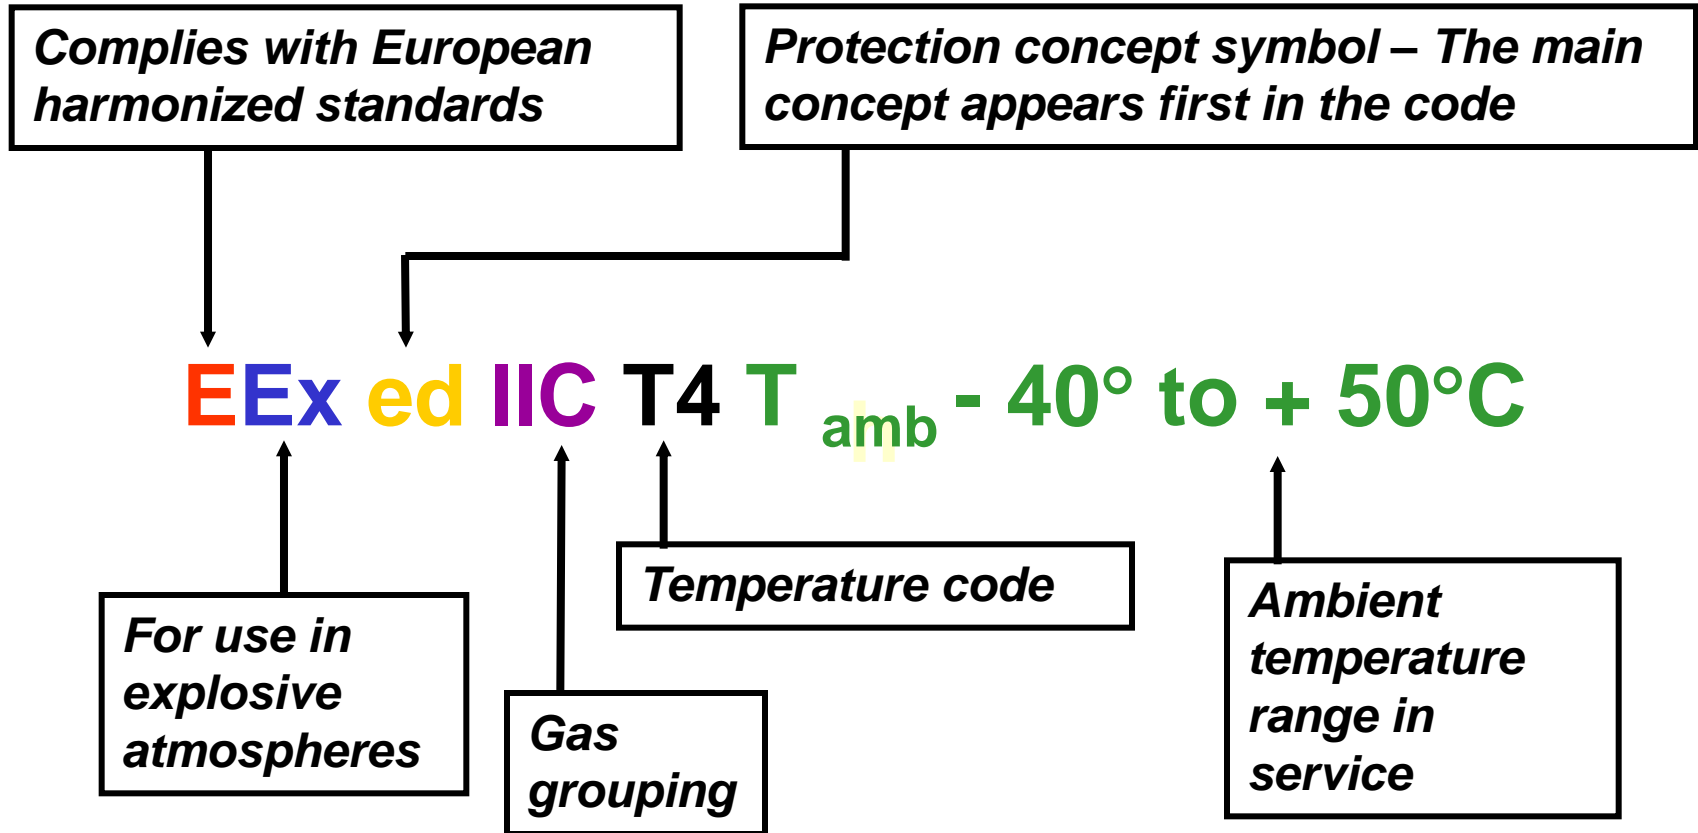 Complies with European
harmonized standards
Protection concept symbol – The main
concept appears first in the code
EEx ed IIC T4 T amb - 40° to + 50°C
Temperature code
For use in
explosive
atmospheres
Gas
grouping
Ambient
temperature
range in
service